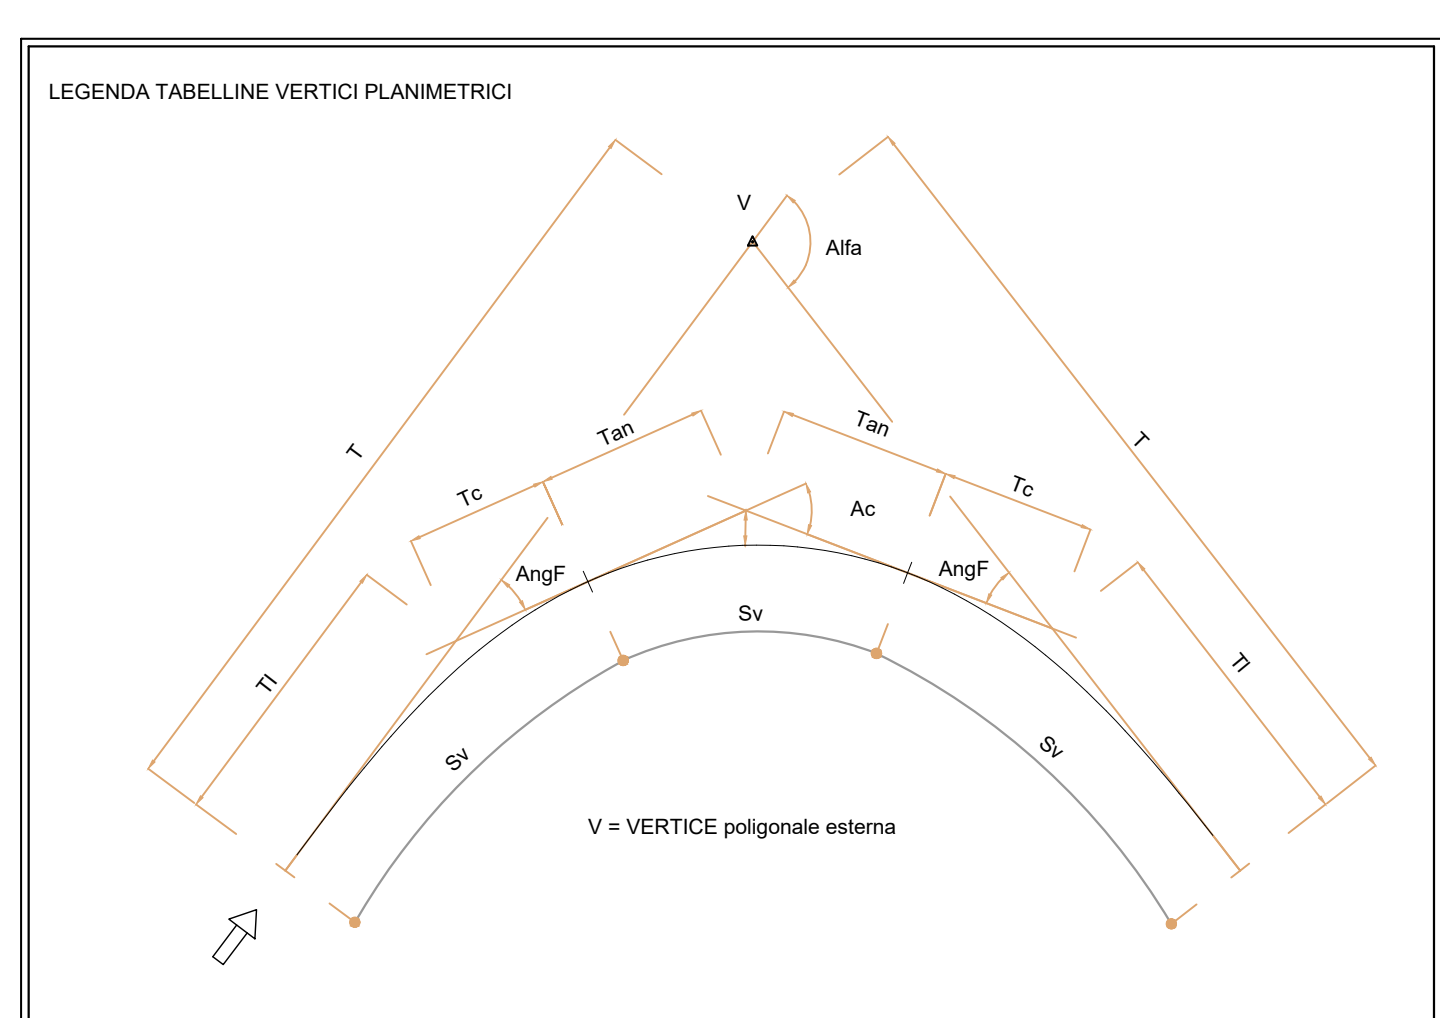 LEGENDA TABELLINE VERTICI PLANIMETRICI
V
Alfa
T
T
Tan
Tan
Tc
Tc
Ac
AngF
AngF
Sv
Tl
Tl
Sv
Sv
V = VERTICE poligonale esterna